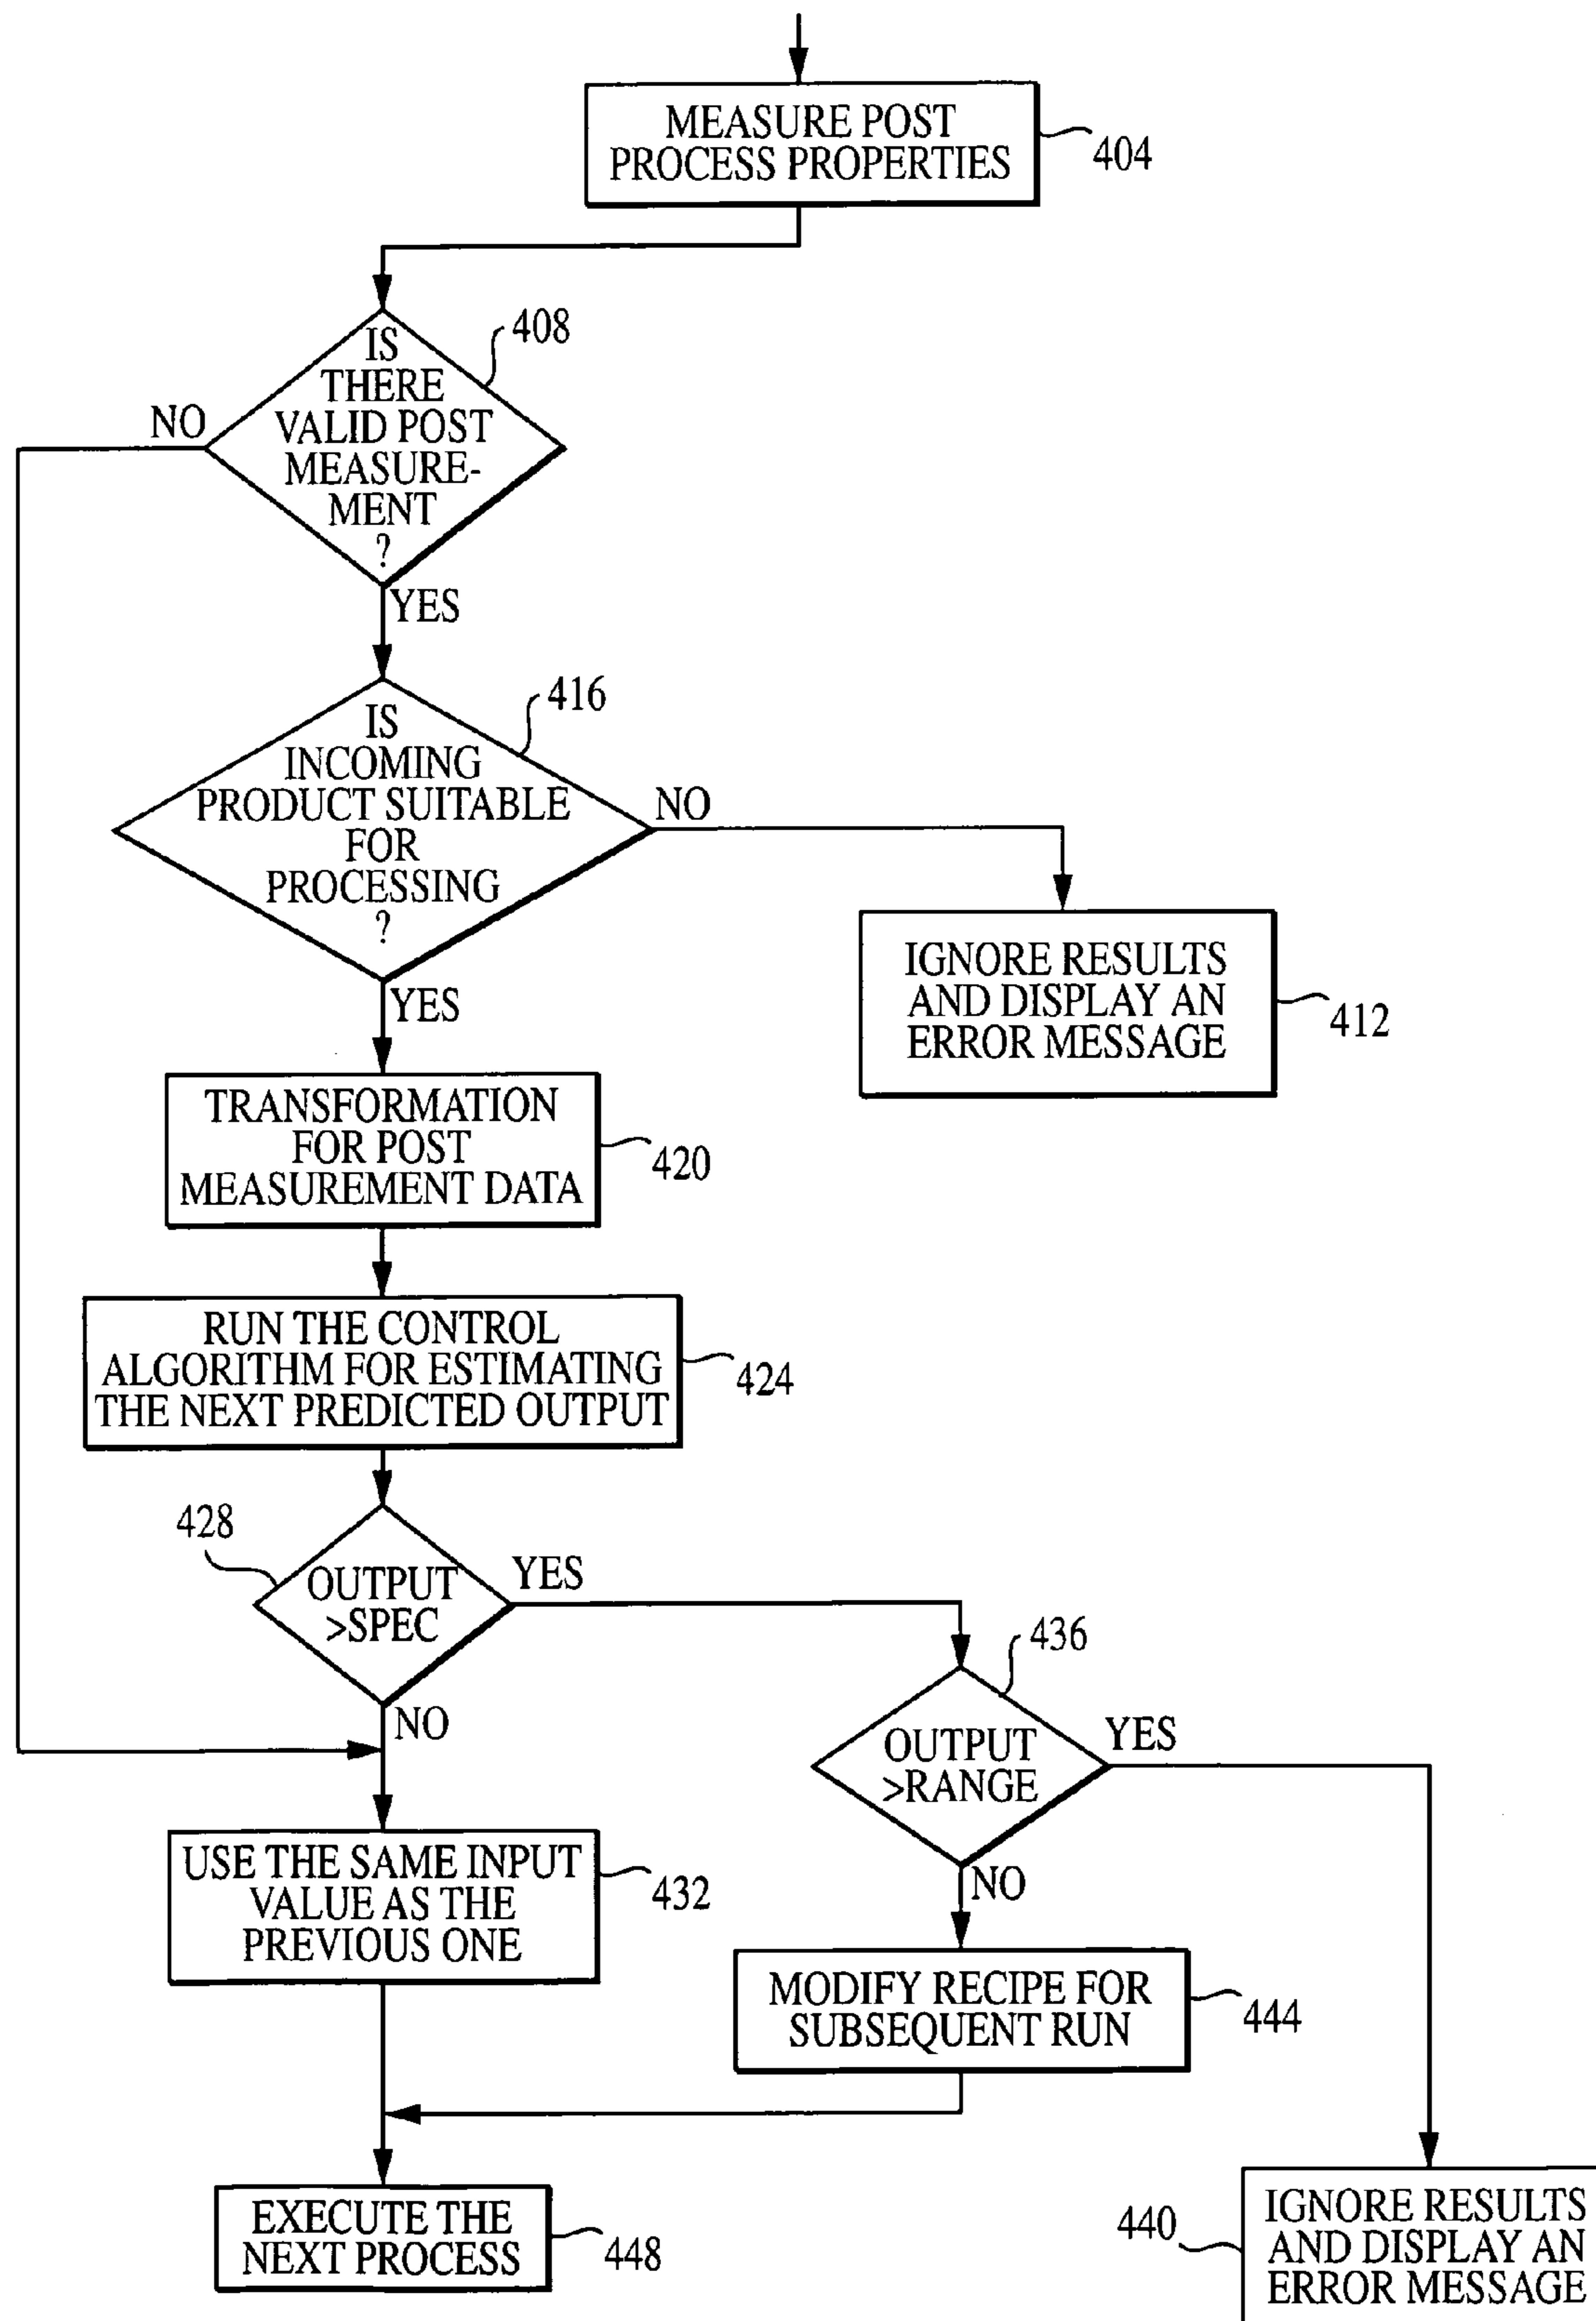 MEASURE POST
PROCESS PROPERTIES
404
408
IS
THERE
VALID POST
MEASURE-
MENT
?
NO
YES
416
IS
INCOMING
PRODUCT SUITABLE
FOR
PROCESSING
?
NO
YES
IGNORE RESULTS
AND DISPLAY AN
ERROR MESSAGE
412
TRANSFORMATION
FOR POST
MEASUREMENT DATA
420
RUN THE CONTROL
ALGORITHM FOR ESTIMATING
THE NEXT PREDICTED OUTPUT
424
428
OUTPUT
>SPEC
YES
NO
436
OUTPUT
>RANGE
YES
NO
USE THE SAME INPUT
VALUE AS THE
PREVIOUS ONE
432
MODIFY RECIPE FOR
SUBSEQUENT RUN
444
EXECUTE THE
NEXT PROCESS
448
440
IGNORE RESULTS
AND DISPLAY AN
ERROR MESSAGE